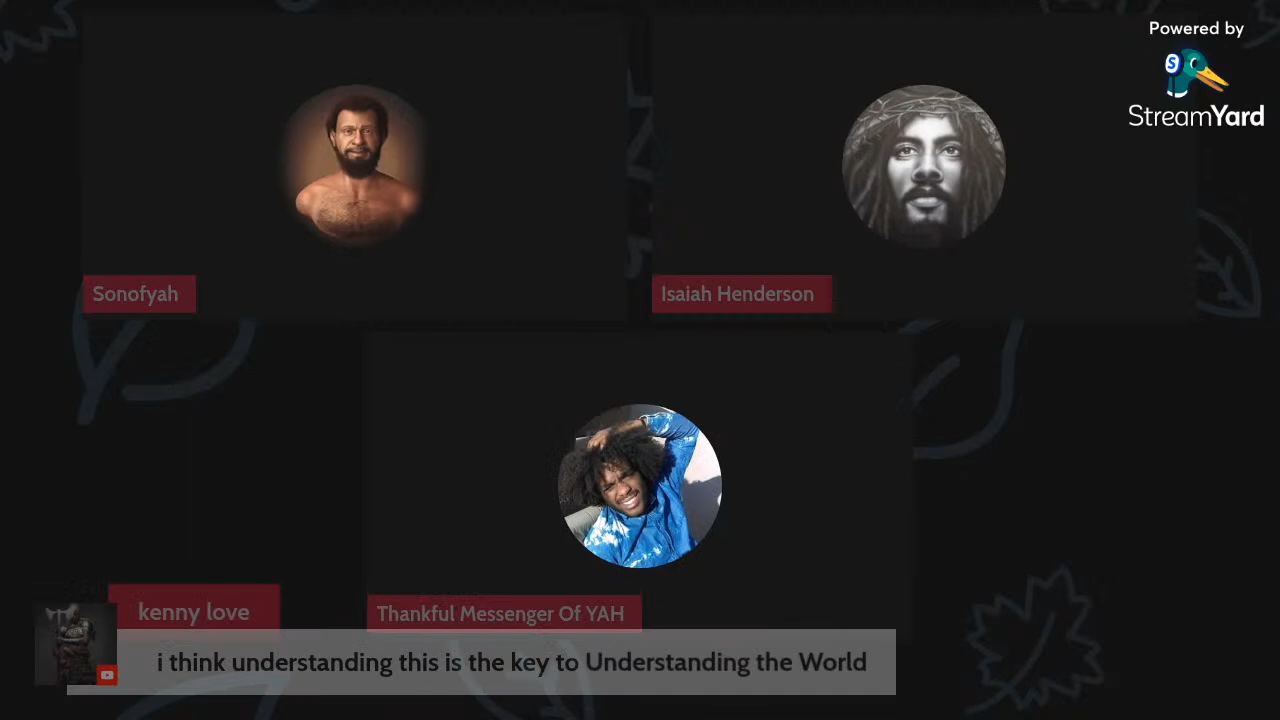 Powered by
StreamYard
Sonofyah
Isaiah Henderson
Thankful Messenger Of YAH
kenny love
i think understanding this is the key to Understanding the World